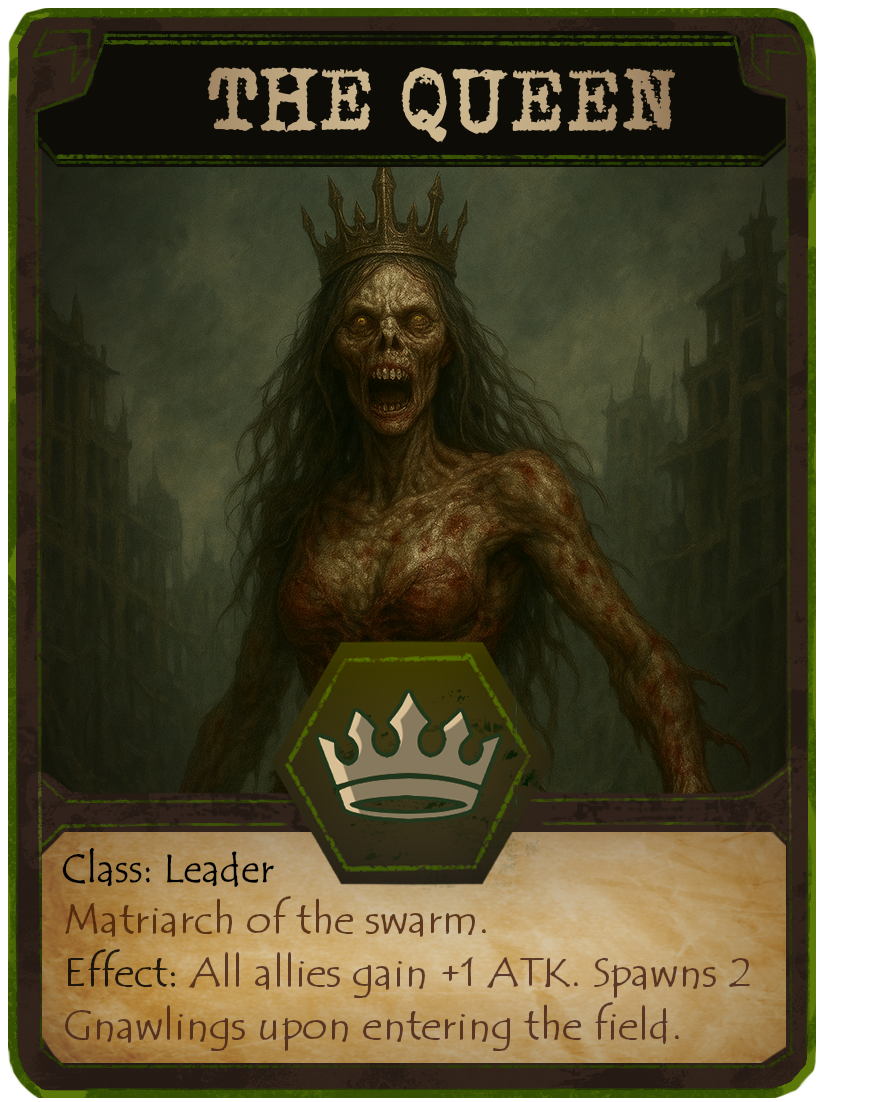 THE QUEEN
Class: Leader
Matriarch of the swarm.
Effect: All allies gain +1 ATK. Spawns 2
Gnawlings upon entering the field.